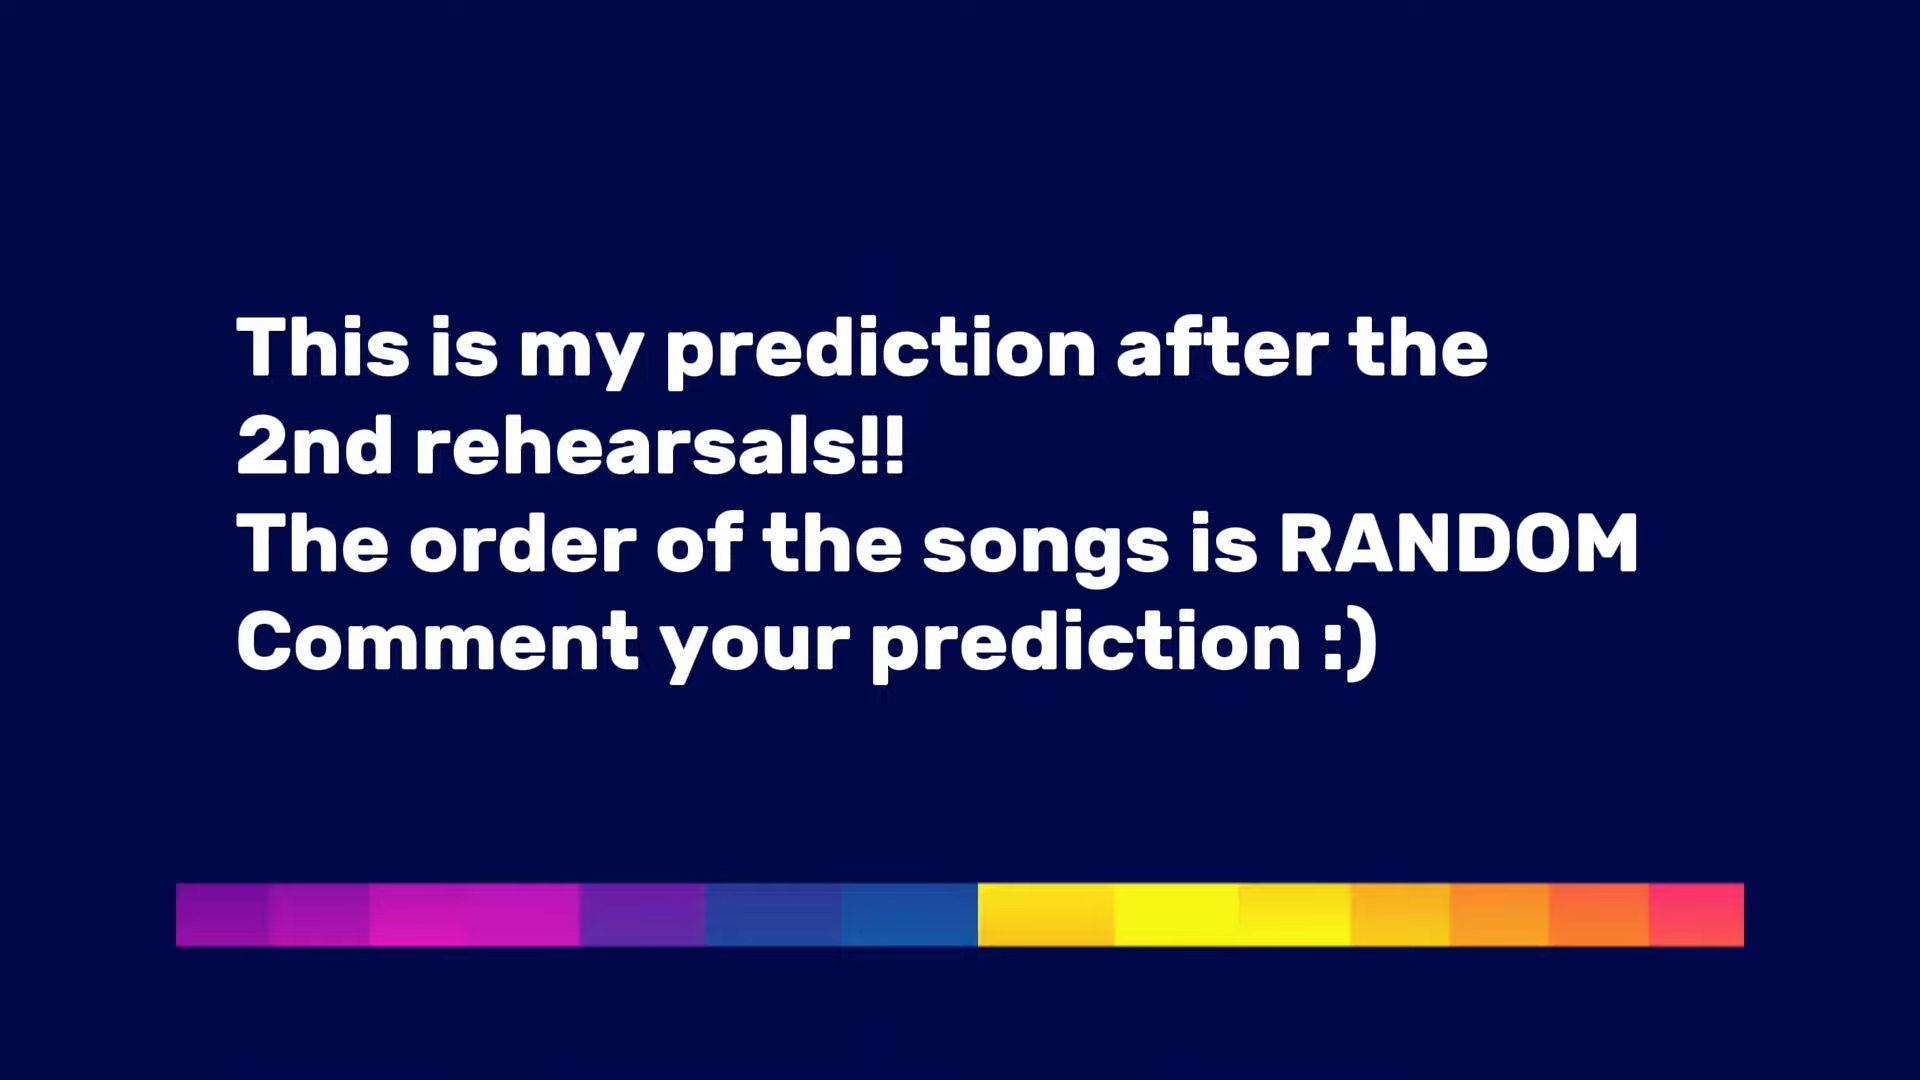 This is my prediction after the
2nd rehearsals!!
The order of the songs is RANDOM
Comment your prediction :)